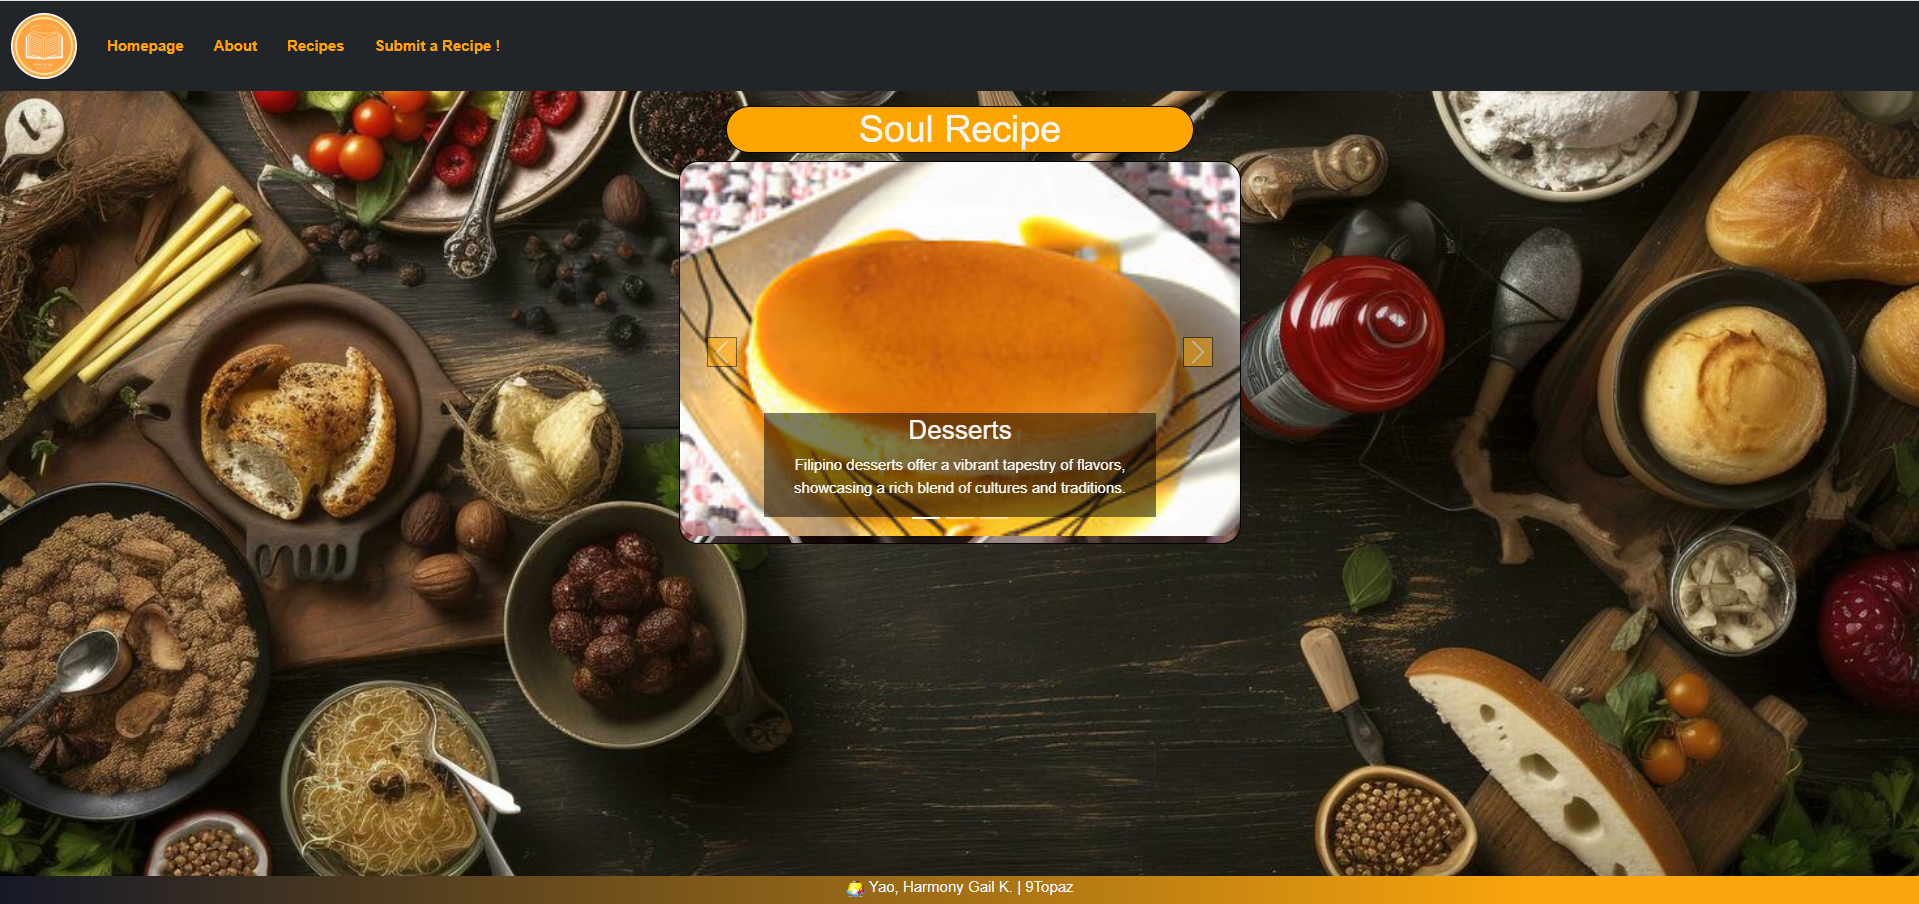 Homepage
About
Recipes
Submit a Recipe !
Soul Recipe
Desserts
Filipino desserts offer a vibrant tapestry of flavors,
showcasing a rich blend of cultures and traditions.
Yao, Harmony Gail K. | 9Topaz